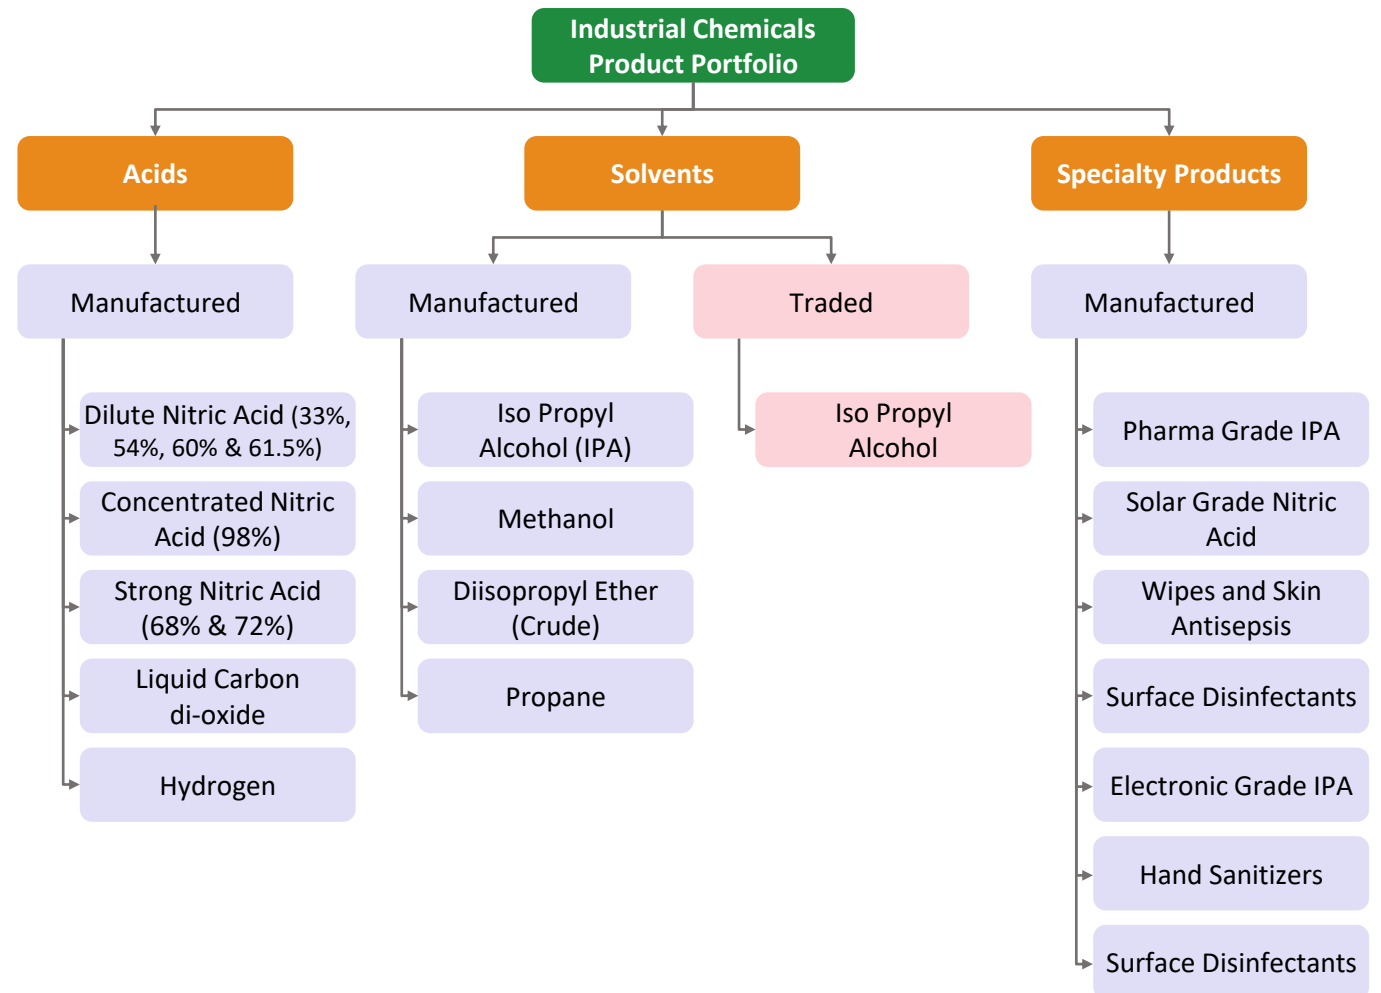 Industrial Chemicals
Product Portfolio
Acids
Solvents
Specialty Products
Manufactured
Manufactured
Traded
Manufactured
Dilute Nitric Acid (33%,
54%, 60% & 61.5%)
Concentrated Nitric
Acid (98%)
Strong Nitric Acid
(68% & 72%)
Liquid Carbon
di-oxide
Hydrogen
Iso Propyl
Alcohol (IPA)
Methanol
Diisopropyl Ether
(Crude)
Propane
Iso Propyl
Alcohol
Pharma Grade IPA
Solar Grade Nitric
Acid
Wipes and Skin
Antisepsis
Surface Disinfectants
Electronic Grade IPA
Hand Sanitizers
Surface Disinfectants